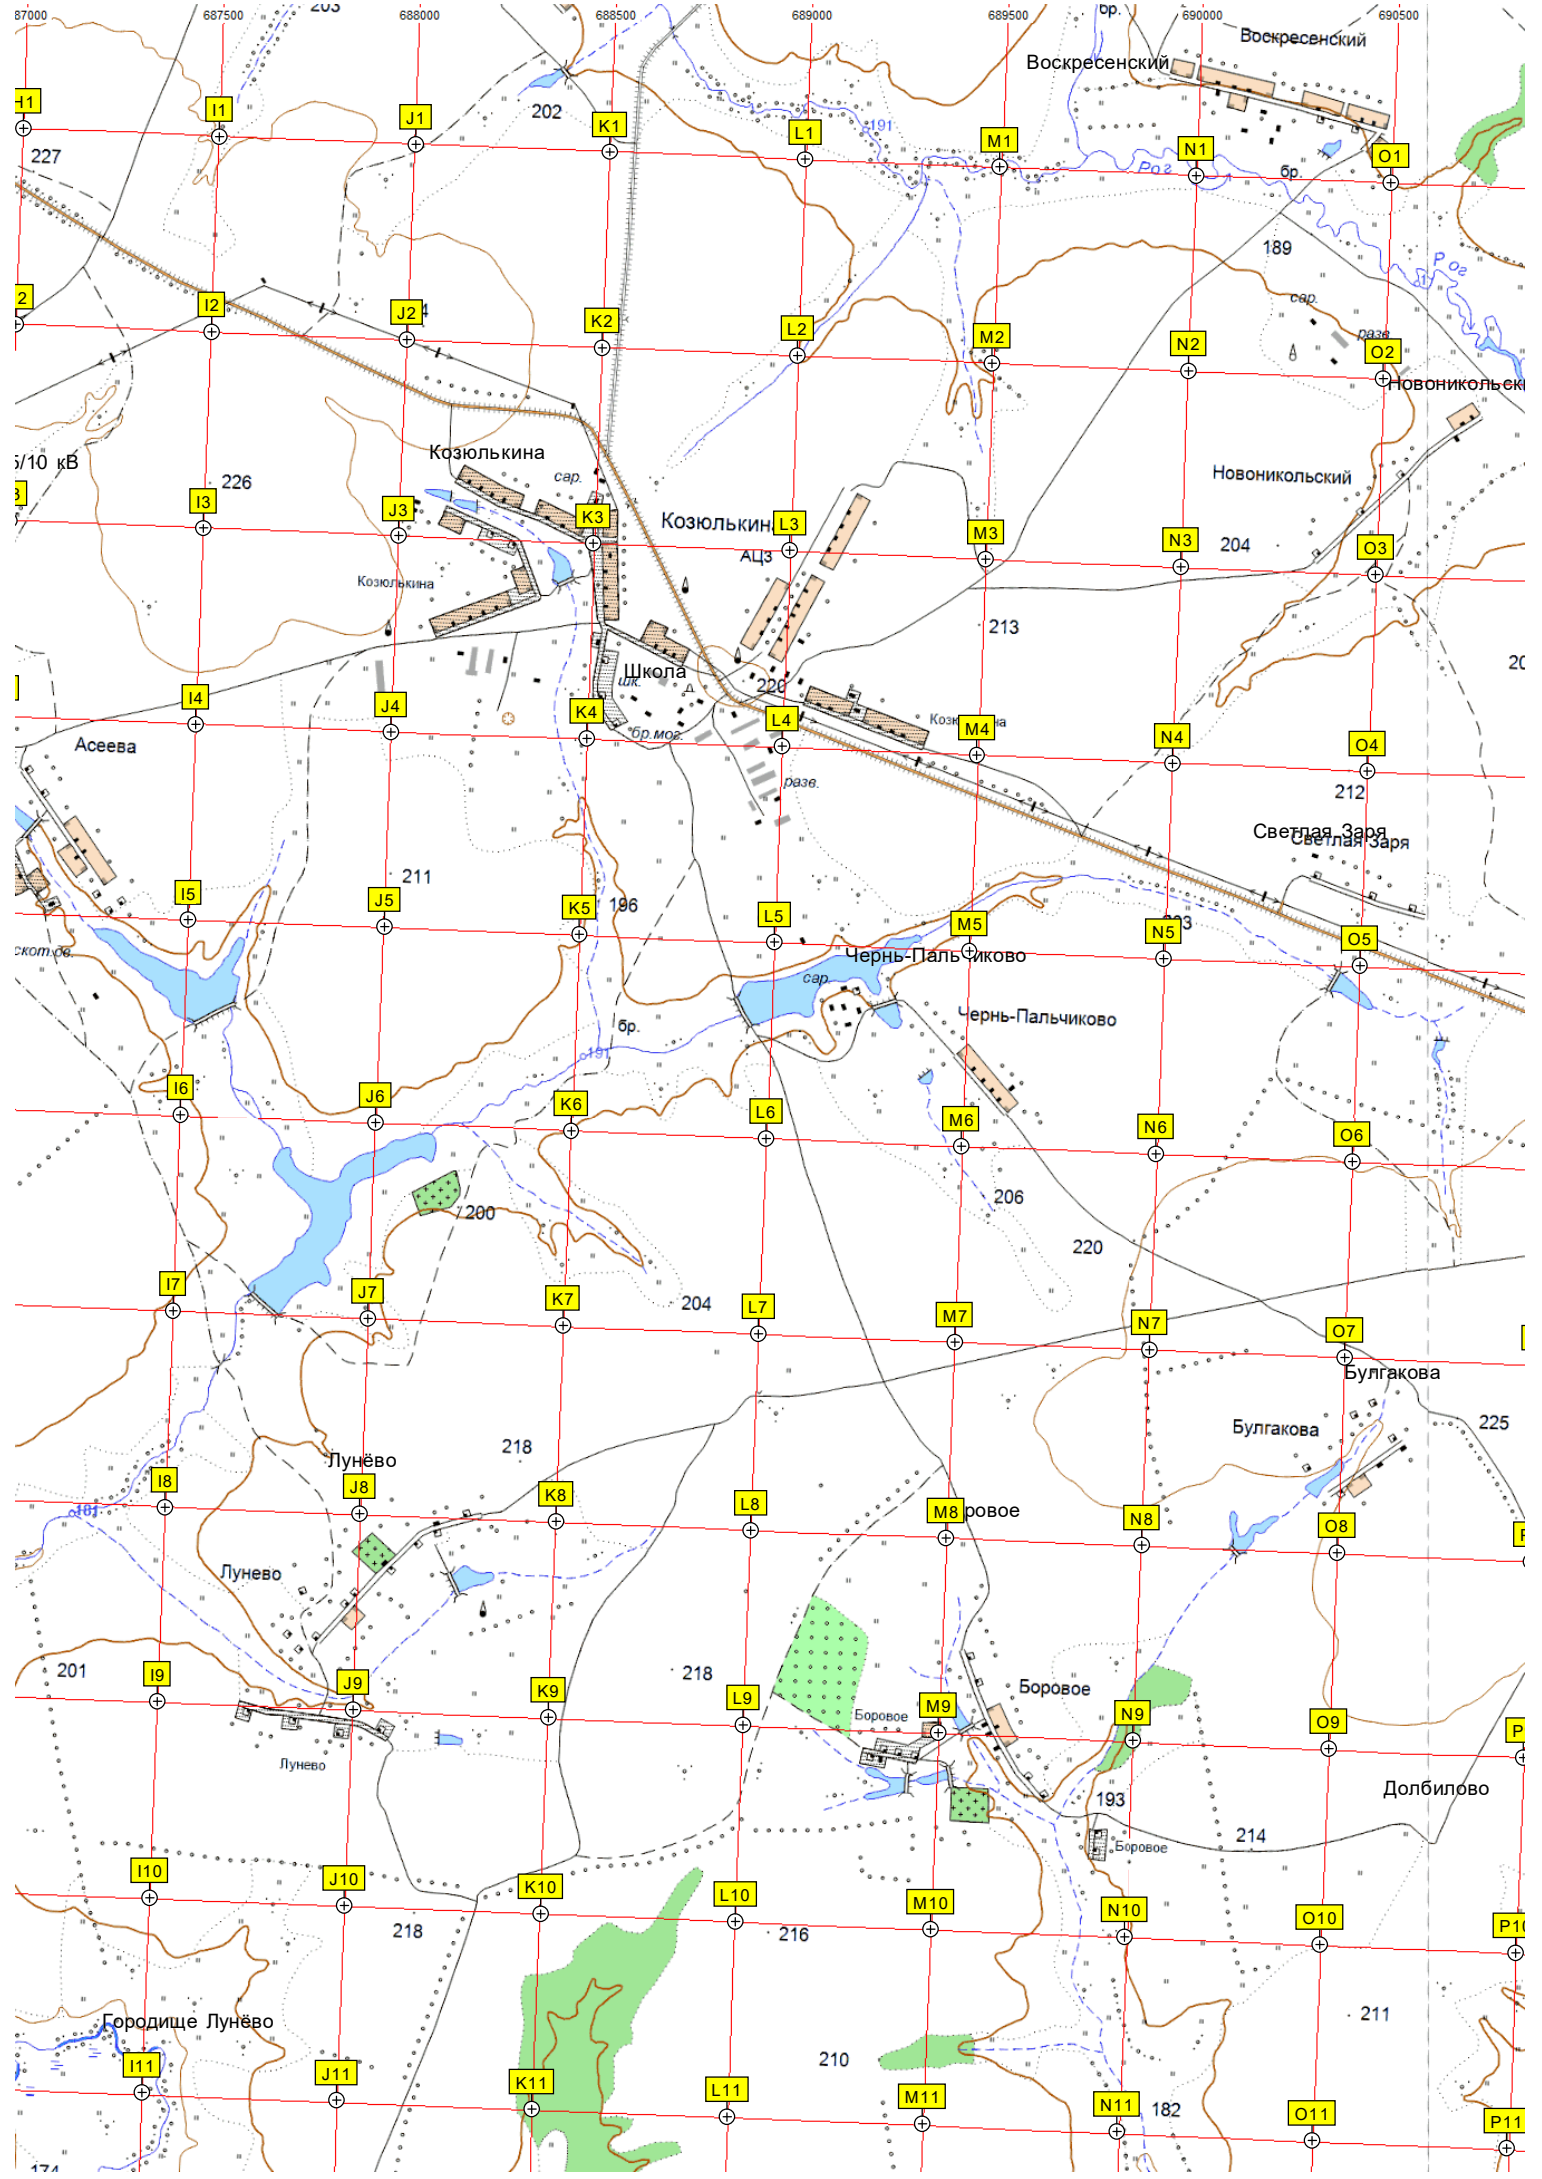 87000 687500 688000 688500 689000 689500 690000 690500
203
бр.
Воскресенский
Воскресенский
H1 I1 J1 K1 L1 M1 N1 O1
202
191
227
Рог
бр.
189
Рог
сар.
разв.
2 I2 J2 K2 L2 M2 N2 O2
Новоникольск
Козюлькина
5/10 кВ
226
сар.
Новоникольский
I3 J3 K3 L3 M3 N3 O3
Козюлькина
АЦЗ
204
Козюлькина
213
Школа
шк.
220
I4 J4 K4 L4 M4 N4 O4
бр.мог.
Асеева
разв.
212
Светлая Заря
Светлая Заря
211
196
I5 J5 K5 L5 M5 N5 O5
скот.дв.
Чернь-Пальчиково
сар.
Чернь-Пальчиково
бр.
191
I6 J6 K6 L6 M6 N6 O6
206
200
220
204
I7 J7 K7 L7 M7 N7 O7
Булгакова
Булгакова
225
218
Лунёво
I8 J8 K8 L8 M8 N8 O8
181
ровое
Лунево
201
218
Боровое
I9 J9 K9 L9 M9 N9 O9
Боровое
Лунево
Долбилово
193
214
Боровое
I10 J10 K10 L10 M10 N10 O10 P10
218
216
211
Городище Лунёво
210
I11 J11 K11 L11 M11 N11 O11 P11
182
174